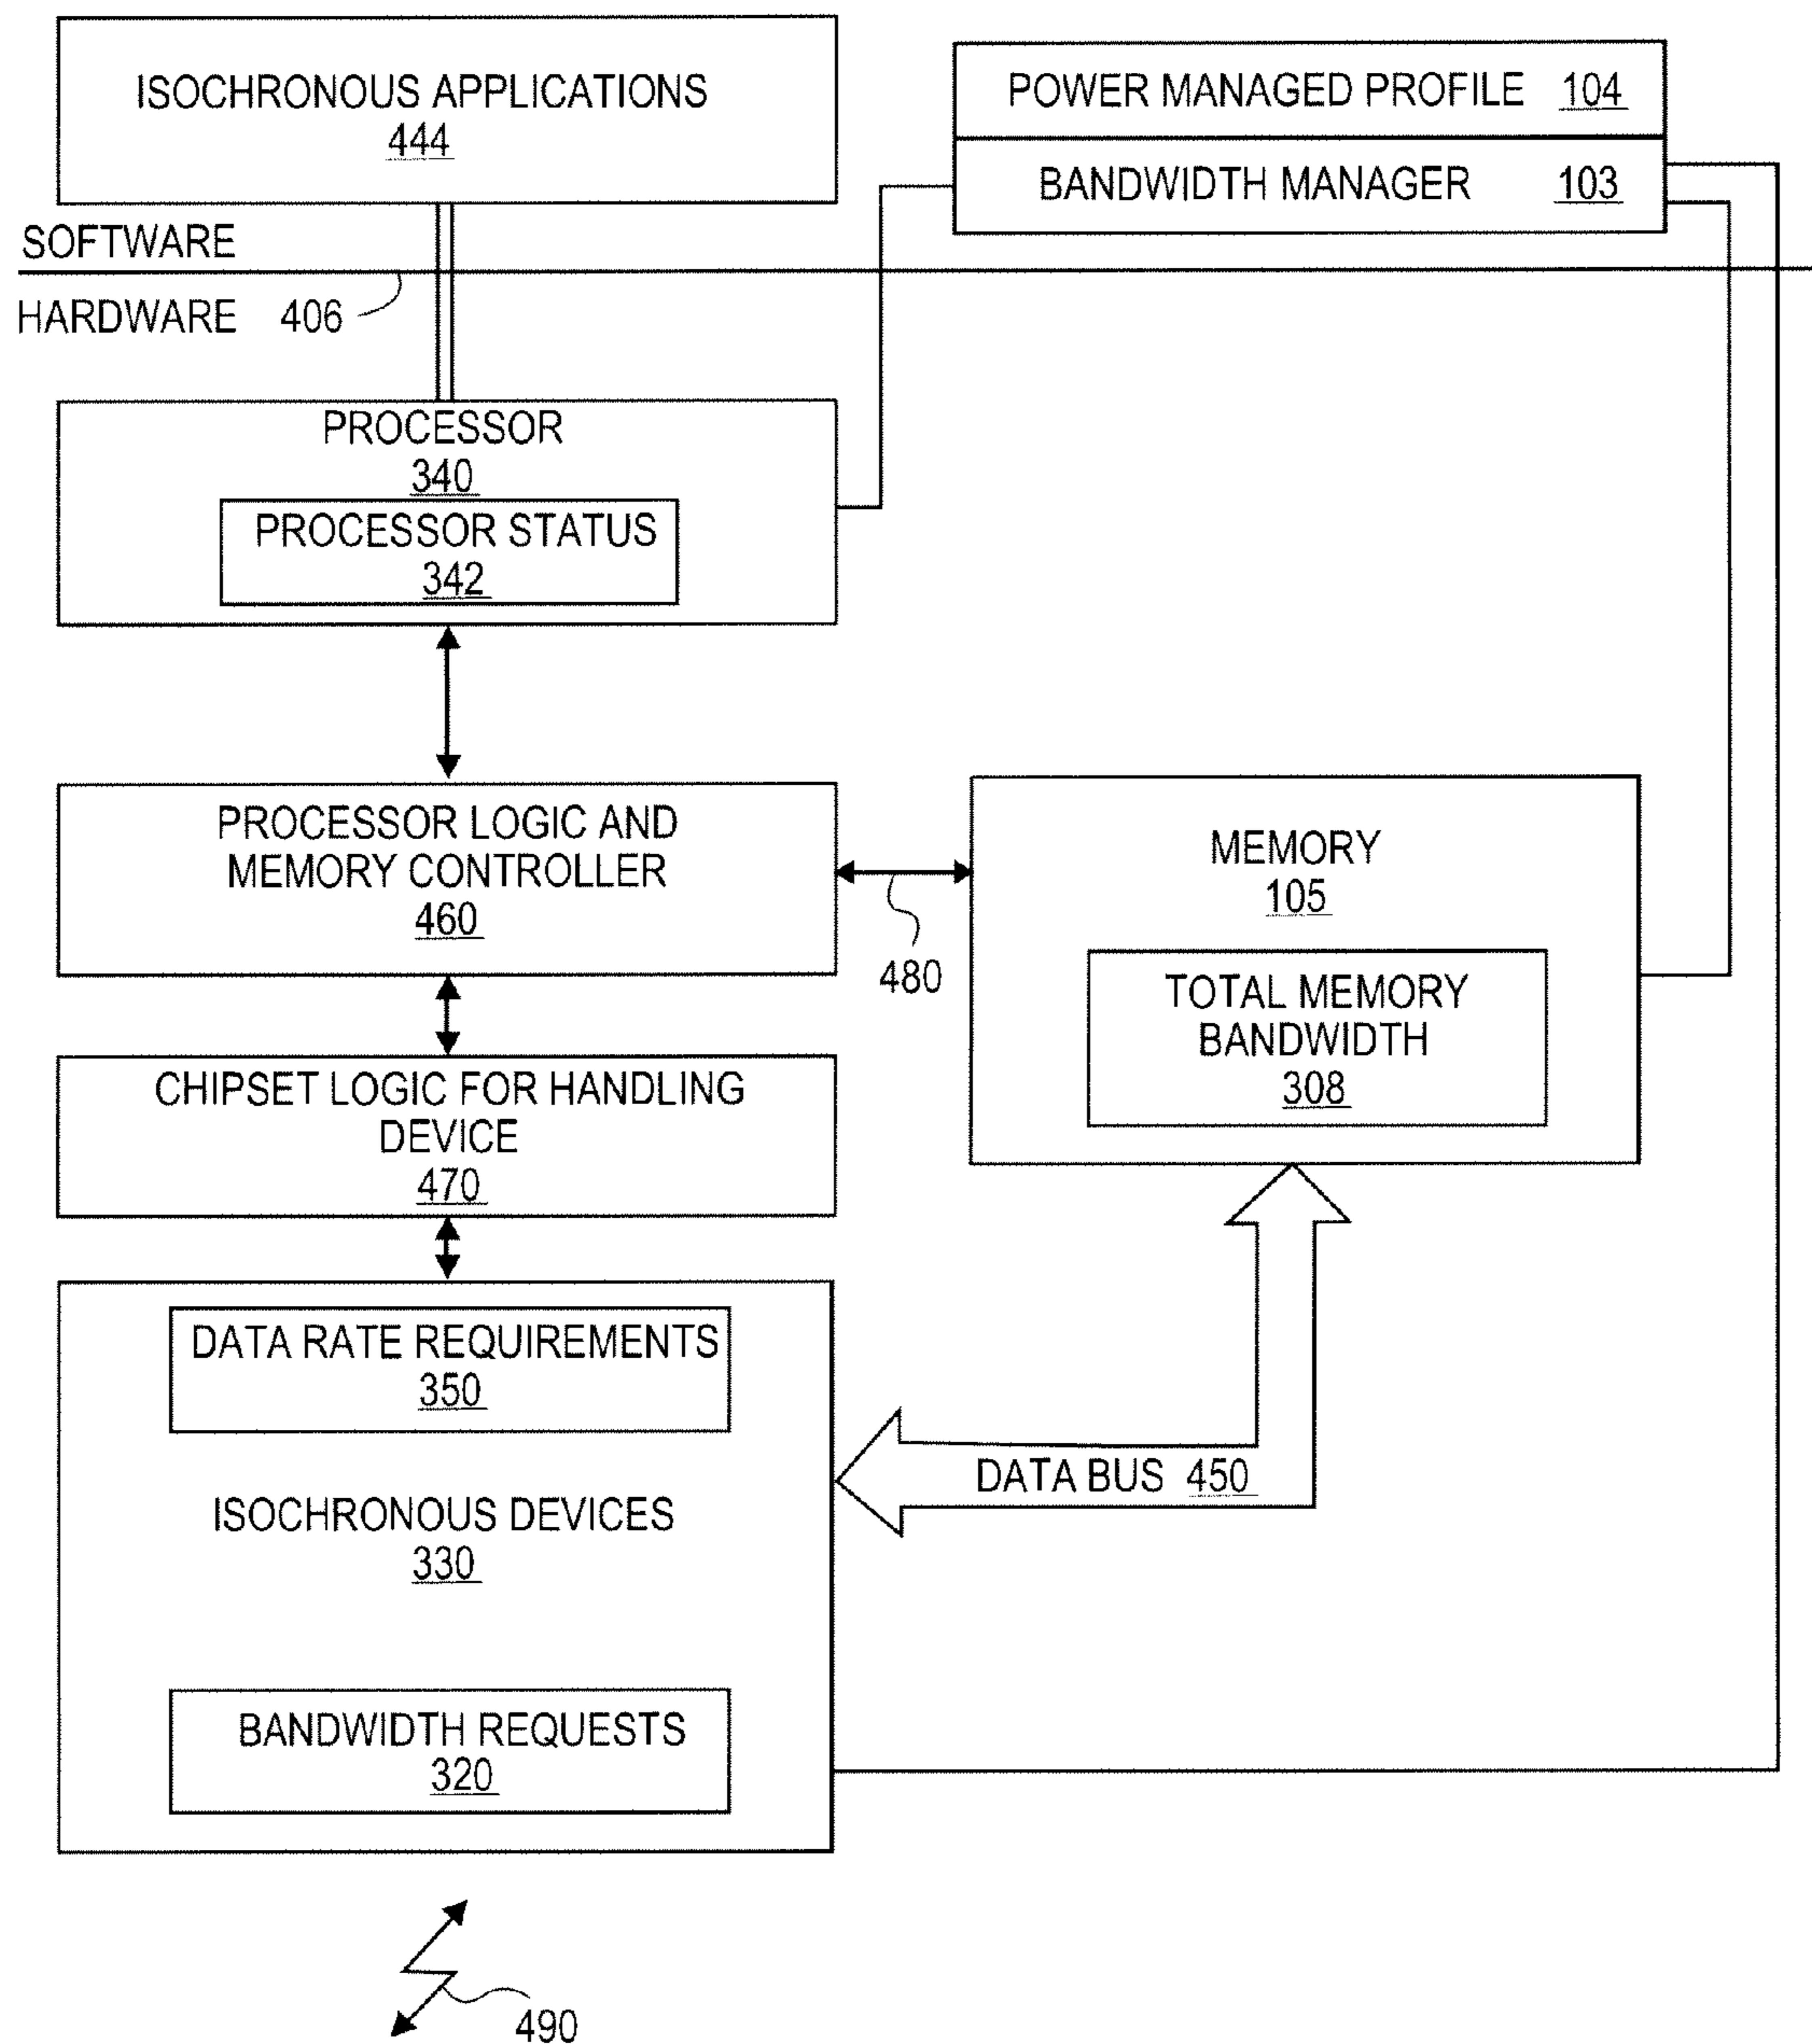 ISOCHRONOUS APPLICATIONS
444
POWER MANAGED PROFILE 104
BANDWIDTH MANAGER 103
SOFTWARE
HARDWARE 406
PROCESSOR
340
PROCESSOR STATUS
342
PROCESSOR LOGIC AND
MEMORY CONTROLLER
460
480
MEMORY
105
TOTAL MEMORY
BANDWIDTH
308
CHIPSET LOGIC FOR HANDLING
DEVICE
470
DATA RATE REQUIREMENTS
350
DATA BUS 450
ISOCHRONOUS DEVICES
330
BANDWIDTH REQUESTS
320
490